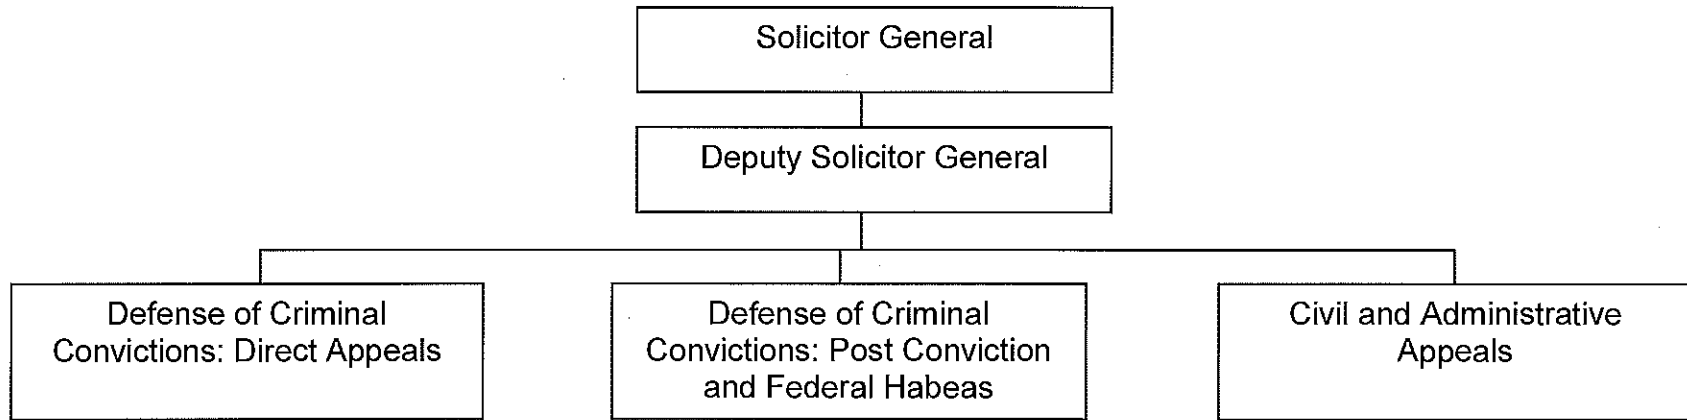 Solicitor General
Deputy Solicitor General
Defense of Criminal
Convictions: Direct Appeals
Defense of Criminal
Convictions: Post Conviction
and Federal Habeas
Civil and Administrative
Appeals